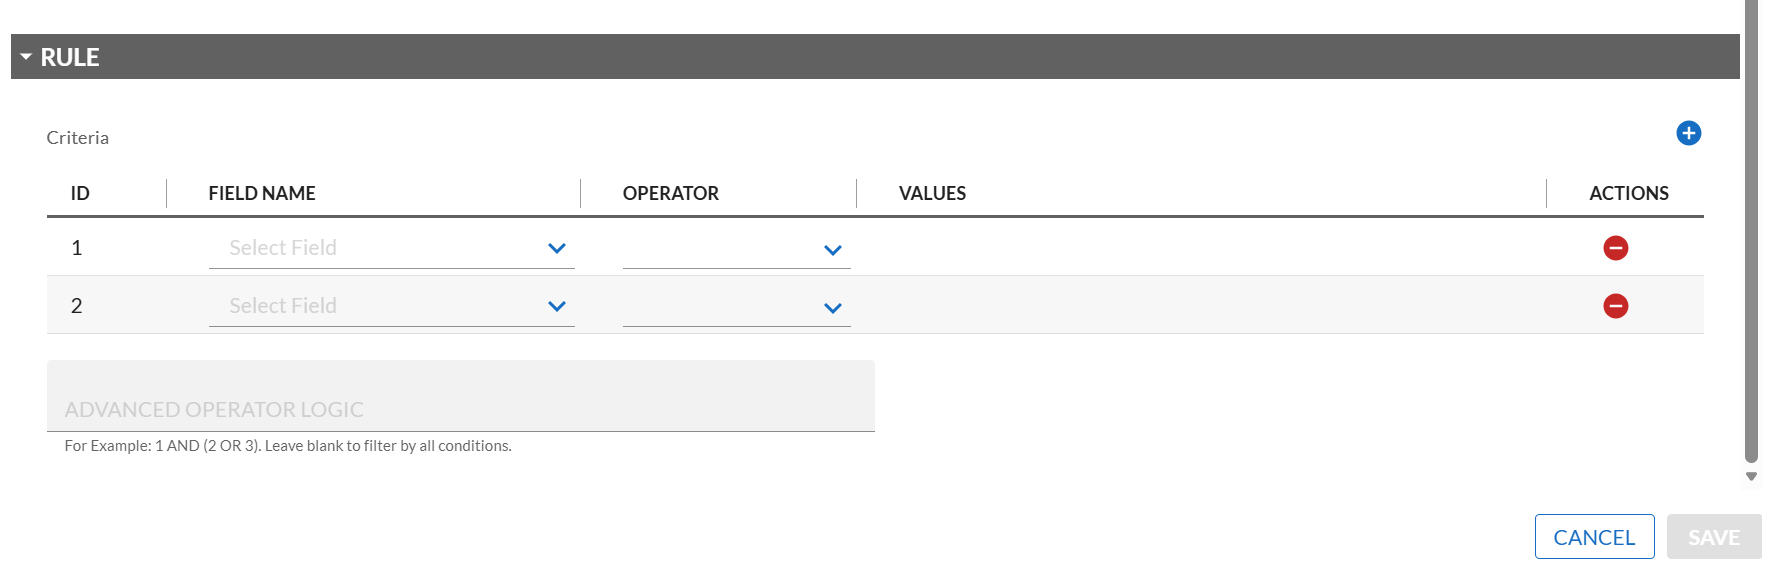 RULE
Criteria
ID FIELD NAME OPERATOR VALUES ACTIONS
1 Select Field
2 Select Field
ADVANCED OPERATOR LOGIC
For Example: 1 AND (2 OR 3). Leave blank to filter by all conditions.
CANCEL SAVE